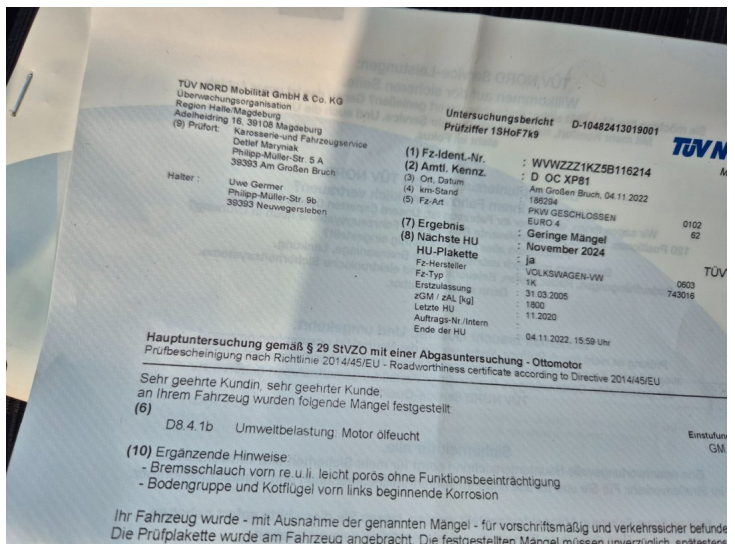 TÜV NORD Mobilität GmbH & Co. KG
Überwachungsorganisation
Region Halle/Magdeburg
Adelheidring 16, 39108 Magdeburg
(9) Prüfort: Karosserie-und Fahrzeugservice
Detlef Maryniak
Philipp-Müller-Str. 5 A
39393 Am Großen Bruch
Halter : Uwe Germer
Philipp-Müller-Str. 9b
39393 Neuwegersleben
Untersuchungsbericht D-10482413019001
Prüfziffer 1SHoF7k9
TÜV N
(1) Fz-Ident.-Nr. : WVWZZZ1KZ5B116214
(2) Amtl. Kennz. : D OC XP81
(3) Ort, Datum : Am Großen Bruch, 04.11.2022
(4) km-Stand : 186294
(5) Fz-Art : PKW GESCHLOSSEN 0102
EURO 4 62
(7) Ergebnis : Geringe Mängel
(8) Nächste HU : November 2024
HU-Plakette : ja
TÜV
Fz-Hersteller : VOLKSWAGEN-VW 0603
Fz-Typ : 1K 743016
Erstzulassung : 31.03.2005
zGM / zAL [kg] : 1800
Letzte HU : 11.2020
Auftrags-Nr./Intern :
Ende der HU : 04.11.2022, 15:59 Uhr
Hauptuntersuchung gemäß § 29 StVZO mit einer Abgasuntersuchung - Ottomotor
Prüfbescheinigung nach Richtlinie 2014/45/EU - Roadworthiness certificate according to Directive 2014/45/EU
Sehr geehrte Kundin, sehr geehrter Kunde,
an Ihrem Fahrzeug wurden folgende Mängel festgestellt
(6)
Einstufun
D8.4.1b Umweltbelastung: Motor ölfeucht GM
(10) Ergänzende Hinweise:
- Bremsschlauch vorn re.u.li. leicht porös ohne Funktionsbeeinträchtigung
- Bodengruppe und Kotflügel vorn links beginnende Korrosion
Ihr Fahrzeug wurde - mit Ausnahme der genannten Mängel - für vorschriftsmäßig und verkehrssicher befunde
Die Prüfplakette wurde am Fahrzeug angebracht. Die festgestellten Mängel müssen unverzüglich, spätestens